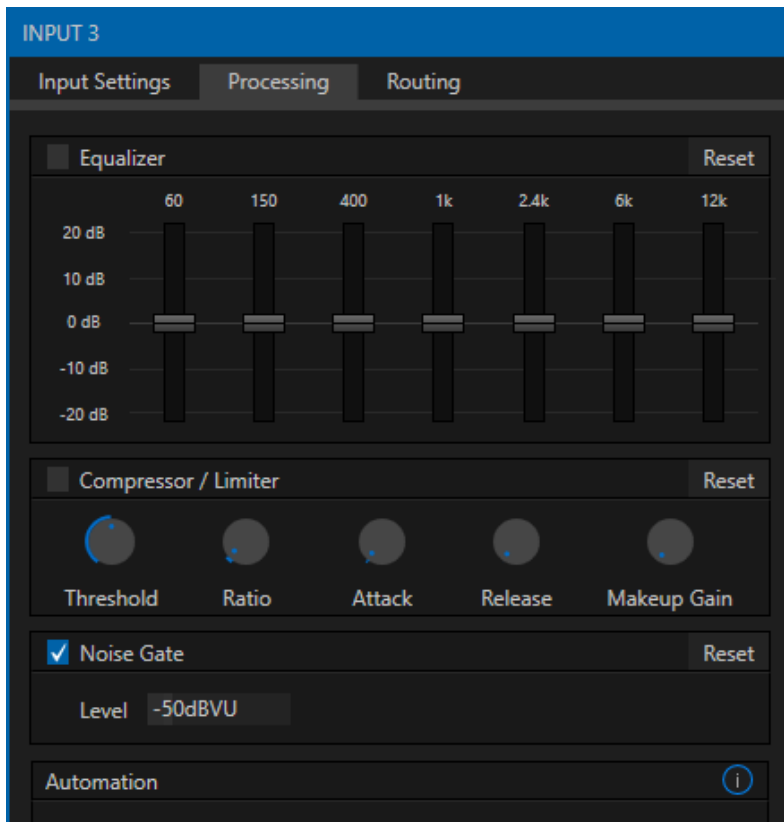 INPUT 3
Input Settings Processing Routing
Equalizer Reset
60 150 400 1k 2.4k 6k 12k
20 dB
10 dB
0 dB
-10 dB
-20 dB
Compressor / Limiter Reset
Threshold Ratio Attack Release Makeup Gain
Noise Gate Reset
Level -50dBVU
Automation i